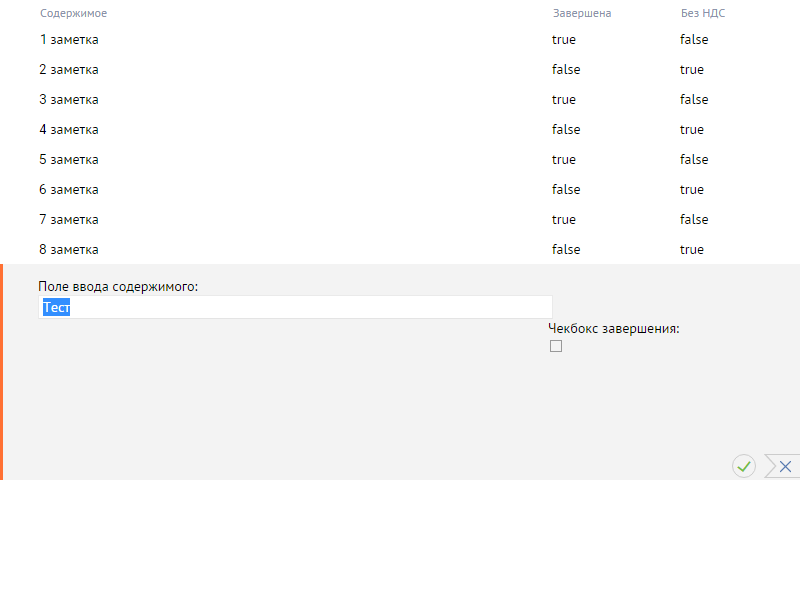 Содержимое Завершена Без НДС
1 заметка true false
2 заметка false true
3 заметка true false
4 заметка false true
5 заметка true false
6 заметка false true
7 заметка true false
8 заметка false true
Поле ввода содержимого:
Тест
Чекбокс завершения: